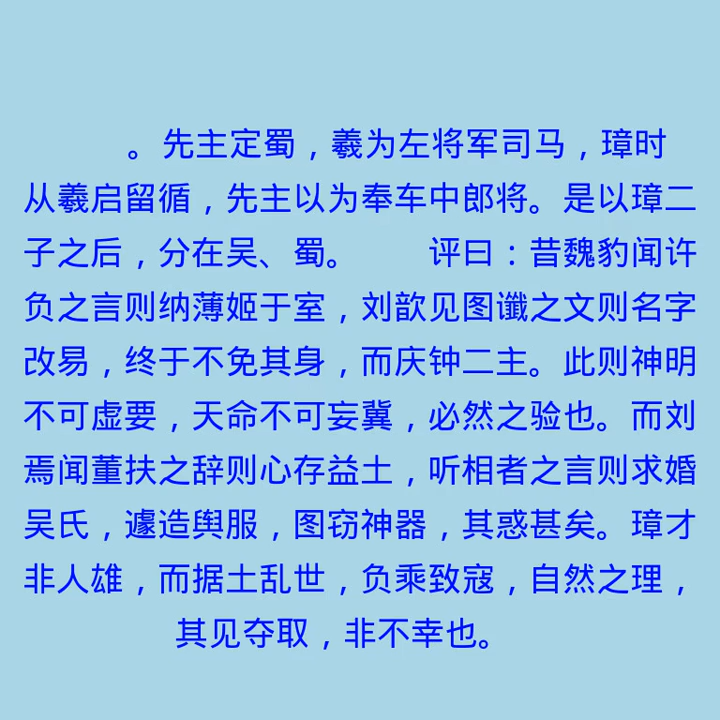 。先主定蜀，羲为左将军司马，璋时
从羲启留循，先主以为奉车中郎将。是以璋二
子之后，分在吴、蜀。　　评曰：昔魏豹闻许
负之言则纳薄姬于室，刘歆见图谶之文则名字
改易，终于不免其身，而庆钟二主。此则神明
不可虚要，天命不可妄冀，必然之验也。而刘
焉闻董扶之辞则心存益土，听相者之言则求婚
吴氏，遽造舆服，图窃神器，其惑甚矣。璋才
非人雄，而据土乱世，负乘致寇，自然之理，
其见夺取，非不幸也。